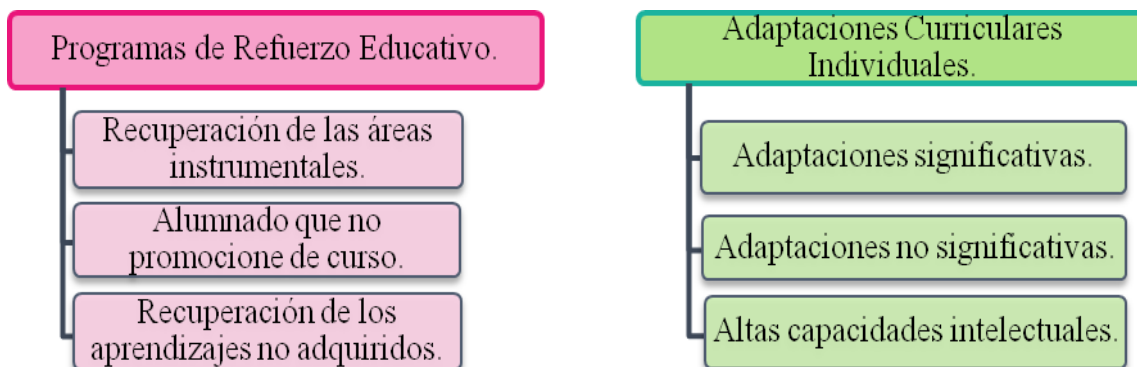 Programas de Refuerzo Educativo.
Recuperación de las áreas
instrumentales.
Alumnado que no
promocione de curso.
Recuperación de los
aprendizajes no adquiridos.
Adaptaciones Curriculares
Individuales.
Adaptaciones significativas.
Adaptaciones no significativas.
Altas capacidades intelectuales.